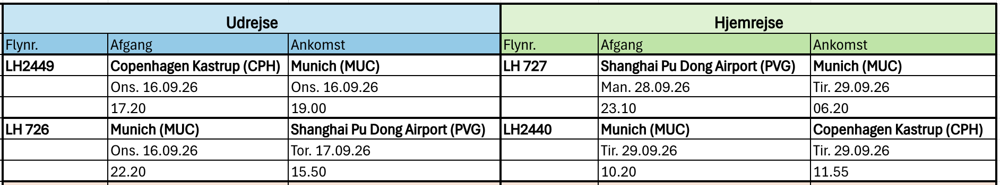 Udrejse Hjemrejse
Flynr. Afgang Ankomst Flynr. Afgang Ankomst
LH2449 Copenhagen Kastrup (CPH) Munich (MUC) LH 727 Shanghai Pu Dong Airport (PVG) Munich (MUC)
Ons. 16.09.26 Ons. 16.09.26 Man. 28.09.26 Tir. 29.09.26
17.20 19.00 23.10 06.20
LH 726 Munich (MUC) Shanghai Pu Dong Airport (PVG) LH2440 Munich (MUC) Copenhagen Kastrup (CPH)
Ons. 16.09.26 Tor. 17.09.26 Tir. 29.09.26 Tir. 29.09.26
22.20 15.50 10.20 11.55